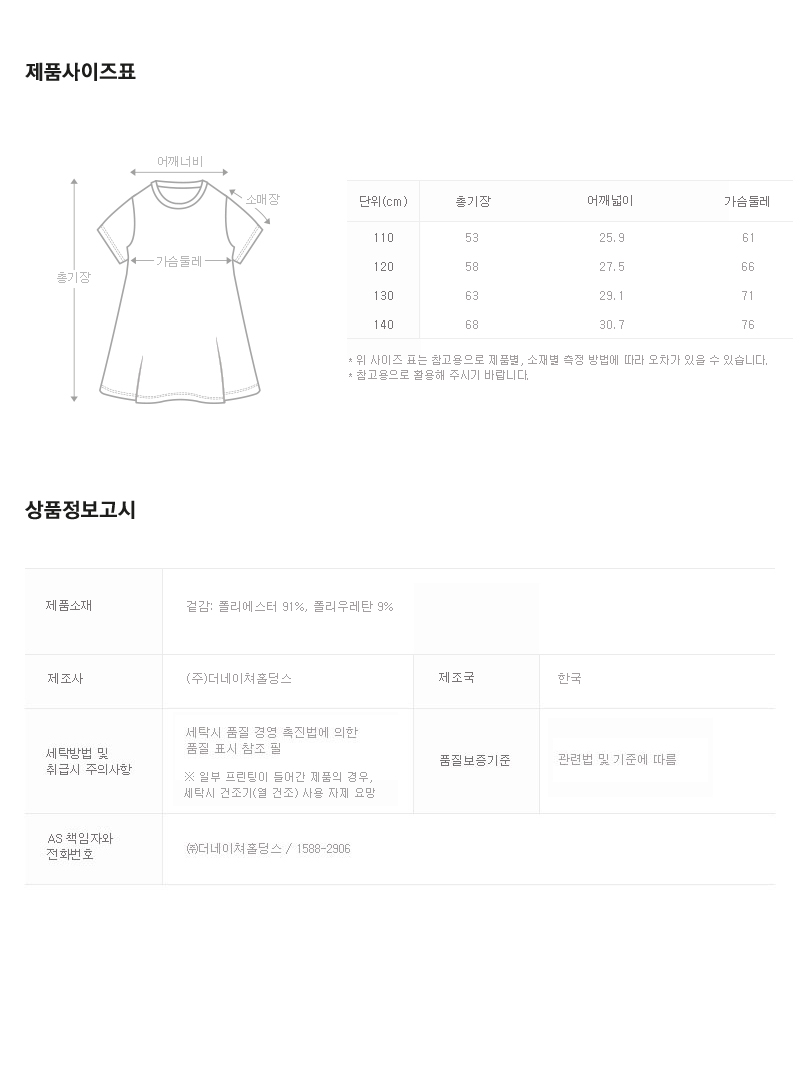 제품사이즈표
어깨너비
소매장
가슴둘레
총기장
단위(cm) 총기장 어깨넓이 가슴둘레
110 53 25.9 61
120 58 27.5 66
130 63 29.1 71
140 68 30.7 76
* 위 사이즈 표는 참고용으로 제품별, 소재별 측정 방법에 따라 오차가 있을 수 있습니다.
* 참고용으로 활용해 주시기 바랍니다.
상품정보고시
제품소재 겉감: 폴리에스터 91%, 폴리우레탄 9%
제조사 (주)더네이쳐홀딩스 제조국 한국
세탁방법 및
취급시 주의사항
세탁시 품질 경영 촉진법에 의한
품질 표시 참조 필
※ 일부 프린팅이 들어간 제품의 경우,
세탁시 건조기(열 건조) 사용 자제 요망
품질보증기준 관련법 및 기준에 따름
AS 책임자와
전화번호
㈜더네이쳐홀딩스 / 1588-2906